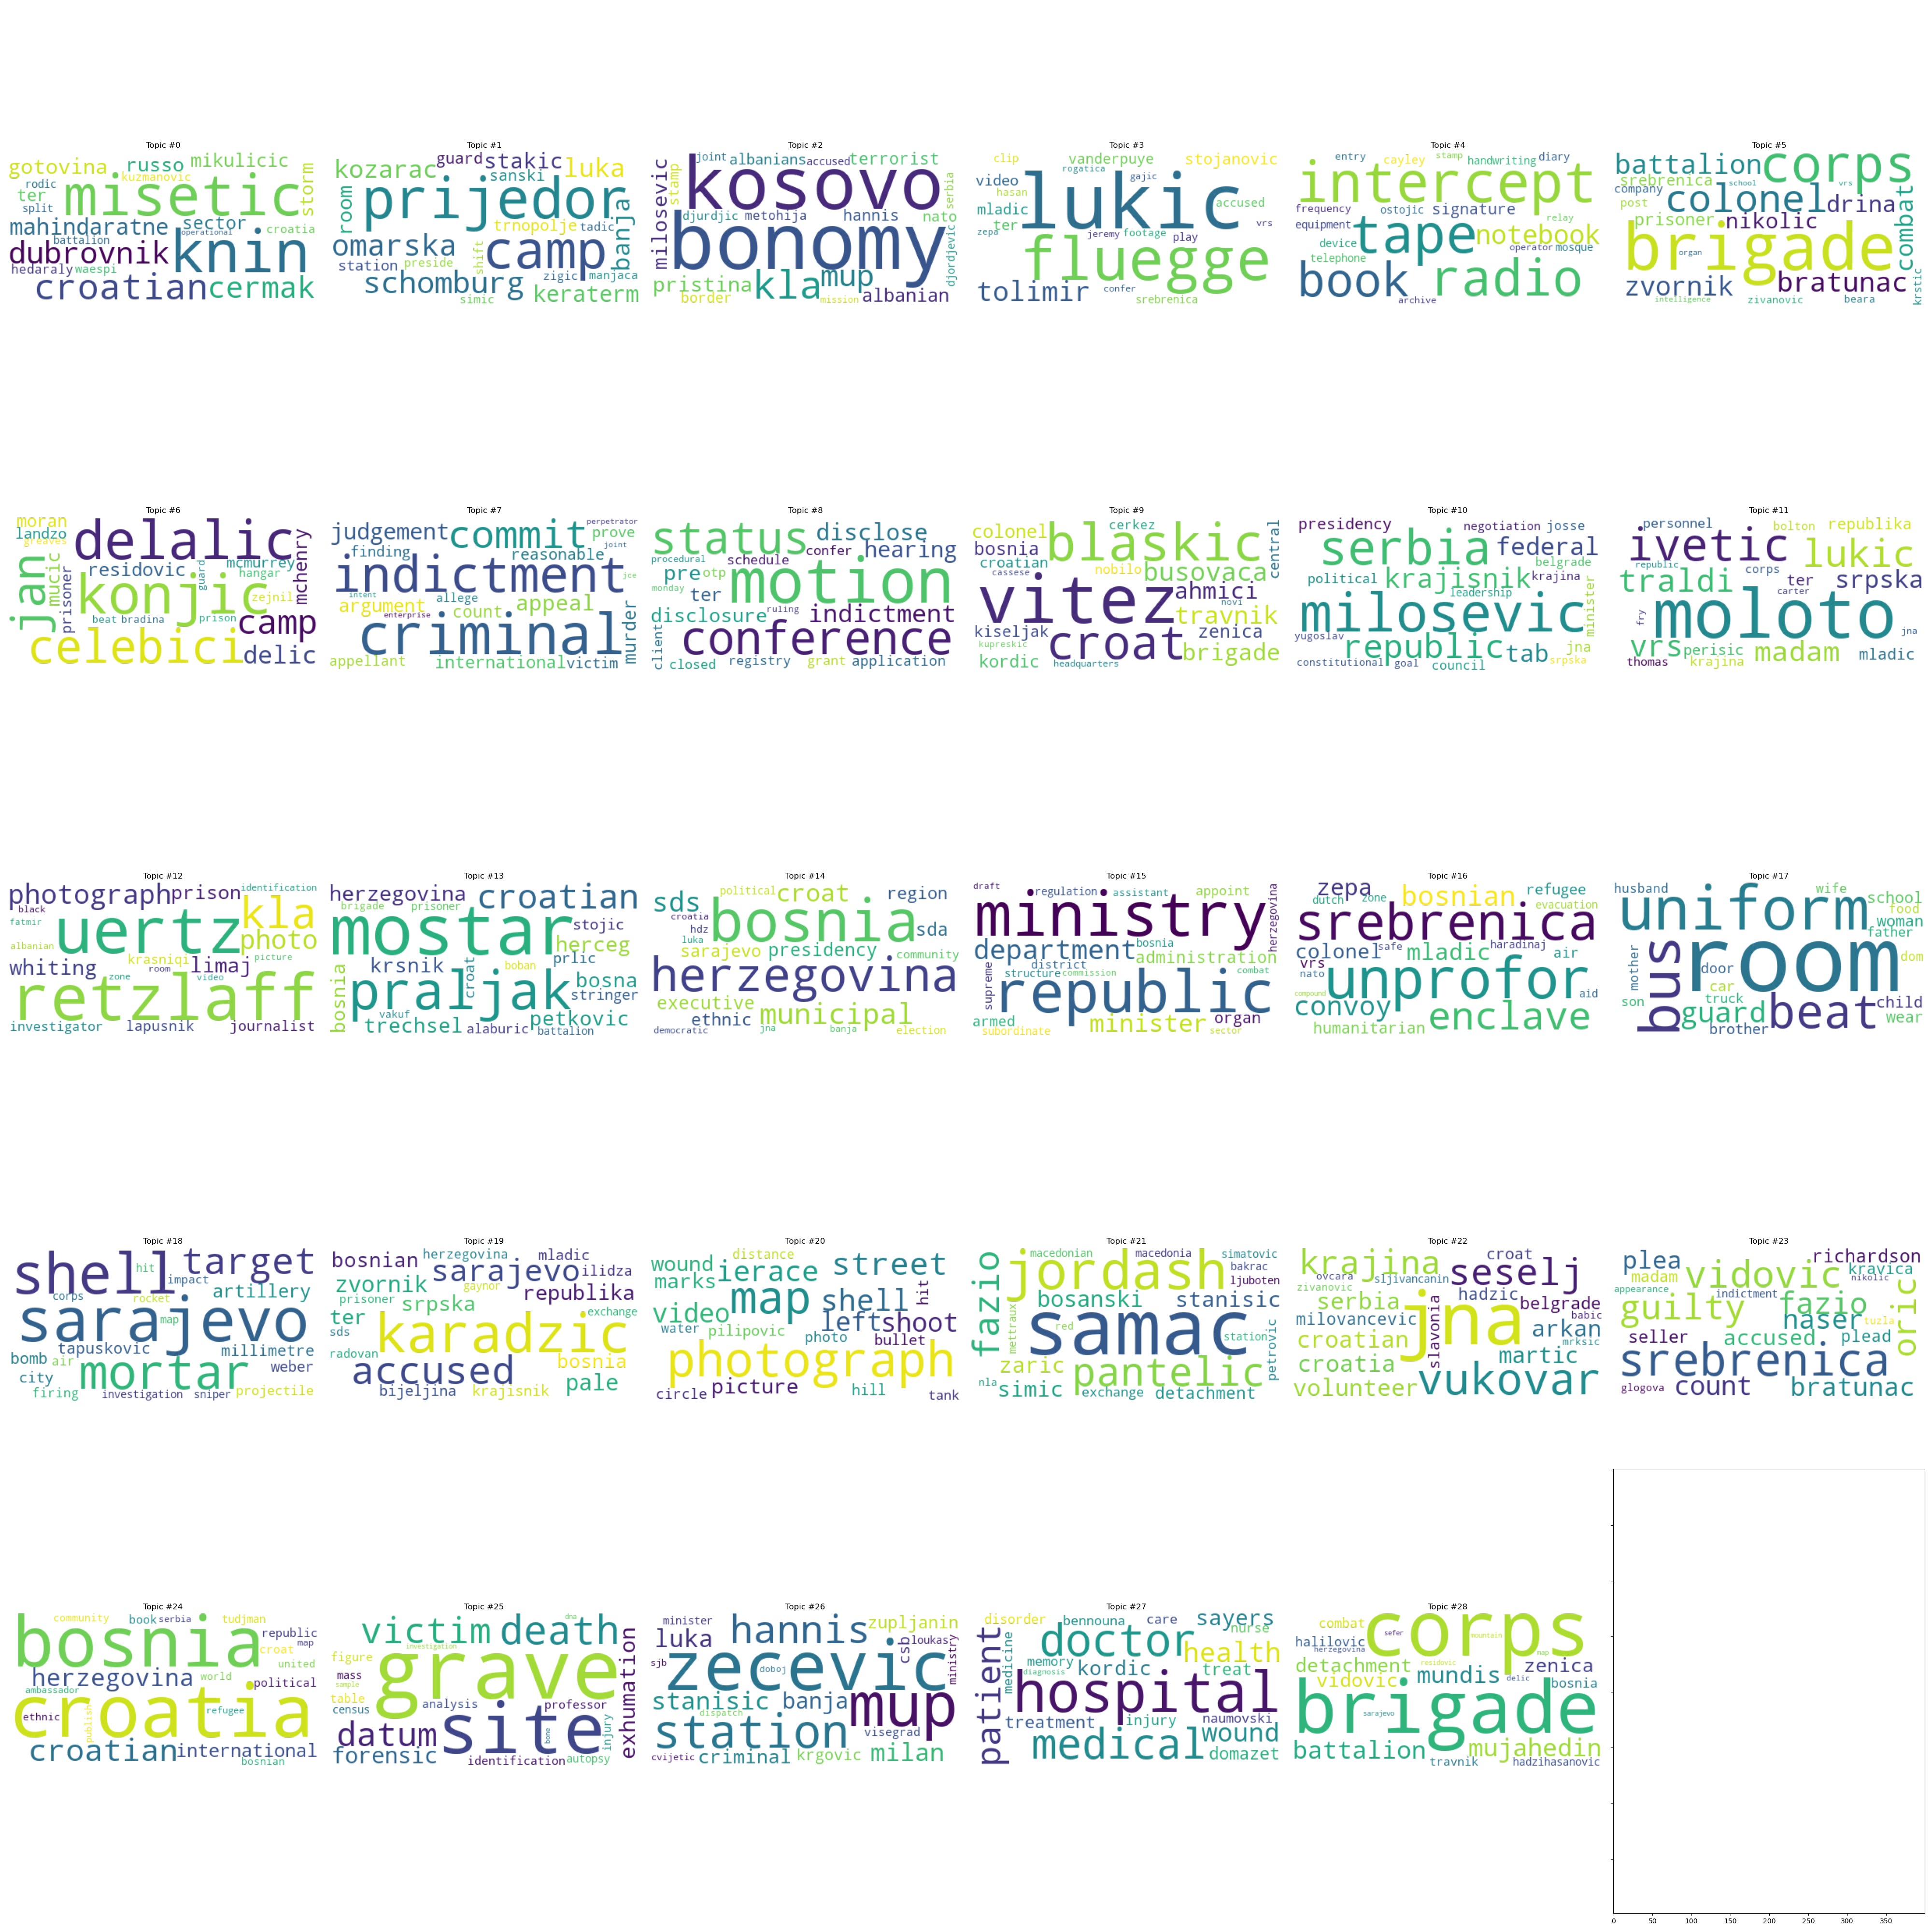 Topic #0
gotovina russo mikulicic
rodic kuzmanovic storm
ter misetic
split
mahindaratne sector operational croatia
battalion
dubrovnik knin
hedaralywaespi
croatian cermak
Topic #1
guard stakic luka
kozarac sanski
room prijedor banja
trnopolje tadic
omarska camp
station preside shift zigic manjaca
schomburg simic keraterm
Topic #2
joint albanians accused terrorist
milosevic stamp kosovo serbia
djurdjic metohija hannis nato
bonomy djordjevic
pristina kla mup
border mission albanian
Topic #3
clip vanderpuye stojanovic
rogatica gajic
video hasan lukic accused
mladic vrs
ter zepa jeremy footage play
fluegge
tolimir confer srebrenica
Topic #4
entry cayley stamp handwriting diary
intercept
frequency ostojic signature
equipment tape relay notebook
device operator mosque
telephone
book radio
archive
Topic #5
battalion corps
srebrenica school vrs
company colonel drina combat
post prisoner nikolic
organ brigade
zvornik bratunac krstic
intelligence zivanovic beara
Topic #6
moran delalic
landzo greaves mchenry
jan mucic residovic guard mcmurrey
prisoner hangar
konjic zejnil
beat bradina prison camp
celebici delic
Topic #7
judgement commit perpetrator
prove joint
finding reasonable
indictment jce
intent allege
argument count appeal murder
enterprise
criminal
appellant international victim
Topic #8
status disclose
procedural schedule confer hearing
pre otp motion
monday ter
disclosure ruling indictment
client conference
closed registry grant application
Topic #9
colonel cerkez central
bosnia blaskic
croatian nobilo busovaca
cassese
vitez ahmici
novi travnik
kiseljak croat zenica
kupreskic brigade
kordic headquarters
Topic #10
presidency negotiation josse
serbia federal
belgrade
political krajisnik krajina minister
leadership
milosevic
yugoslav republic tab jna
constitutional goal council srpska
Topic #11
personnel bolton republika
ivetic lukic
republic corps
traldi ter srpska
carter
fry moloto jna
vrs perisic madam mladic
thomas krajina
Topic #12
photograph prison identification
black
fatmir uertz kla
albanian krasniqi photo
room picture
whiting zone video limaj
retzlaff
investigator lapusnik journalist
Topic #13
herzegovina croatian
brigade prisoner
mostar stojic
herceg
krsnik croat boban prlic
bosnia praljak bosna
vakuf stringer
trechsel alaburic petkovic
battalion
Topic #14
sds political croat region
croatia bosnia sda
hdz
luka sarajevo presidency community
herzegovina
executive municipal
ethnic
democratic jna banja election
Topic #15
draft regulation assistant appoint herzegovina
ministry
department bosnia
district administration
supreme structure commission combat
republic
armed minister organ
subordinate sector
Topic #16
zepa bosnian refugee
dutch zone evacuation
srebrenica
colonel safe mladic haradinaj air
vrs
nato unprofor
compound convoy aid
humanitarian enclave
Topic #17
husband wife school
uniform food
woman
father
mother bus room dom
door
car
son truck child
guard beat wear
brother
Topic #18
shell target
hit impact
corps rocket artillery
sarajevo
map
tapuskovic millimetre
bomb air mortar weber
city
firing investigation sniper projectile
Topic #19
bosnian herzegovina mladic
sarajevo ilidza
zvornik gaynor republika
prisoner srpska exchange
ter
sds karadzic
radovan accused bosnia
bijeljina krajisnik pale
Topic #20
wound distance street
marks ierace hit
map shell
video left shoot
water pilipovic photo bullet
photograph
circle picture hill tank
Topic #21
macedonian macedonia simatovic
jordash bakrac
ljuboten
fazio bosanski stanisic
mettraux red samac station petrovic
zaric
nla pantelic
simic exchange detachment
Topic #22
krajina croat seselj
ovcara sljivancanin
zivanovic hadzic
serbia jna belgrade
milovancevic slavonia babic
croatian arkan
mrksic
croatia martic
volunteer vukovar
Topic #23
plea richardson
madam vidovic kravica
nikolic oric
appearance indictment
guilty fazio
naser tuzla
seller accused plead
srebrenica
glogova count bratunac
Topic #24
community book serbia tudjman
bosnia republic
map
croat
herzegovina world united
ambassador political
ethnic publish refugee
croatia
croatian international
bosnian
Topic #25
victim death dna
investigation
figure grave exhumation
mass sample
table analysis professor
census
datum site bone injury
forensic identification autopsy
Topic #26
minister hannis zupljanin
luka csb loukas
sjb zecevic ministry
doboj
stanisic banja mup
dispatch
station visegrad
cvijetic criminal krgovic milan
Topic #27
disorder bennouna care sayers
nurse
patient medicine doctor health
memory
diagnosis kordic treat
hospital
treatment injury naumovski
medical wound
domazet
Topic #28
combat corps
sefer mountain
halilovic map
herzegovina residovic zenica
detachment mundis delic
vidovic bosnia
brigade
sarajevo
battalion mujahedin
travnik hadzihasanovic
0 50 100 150 200 250 300 350